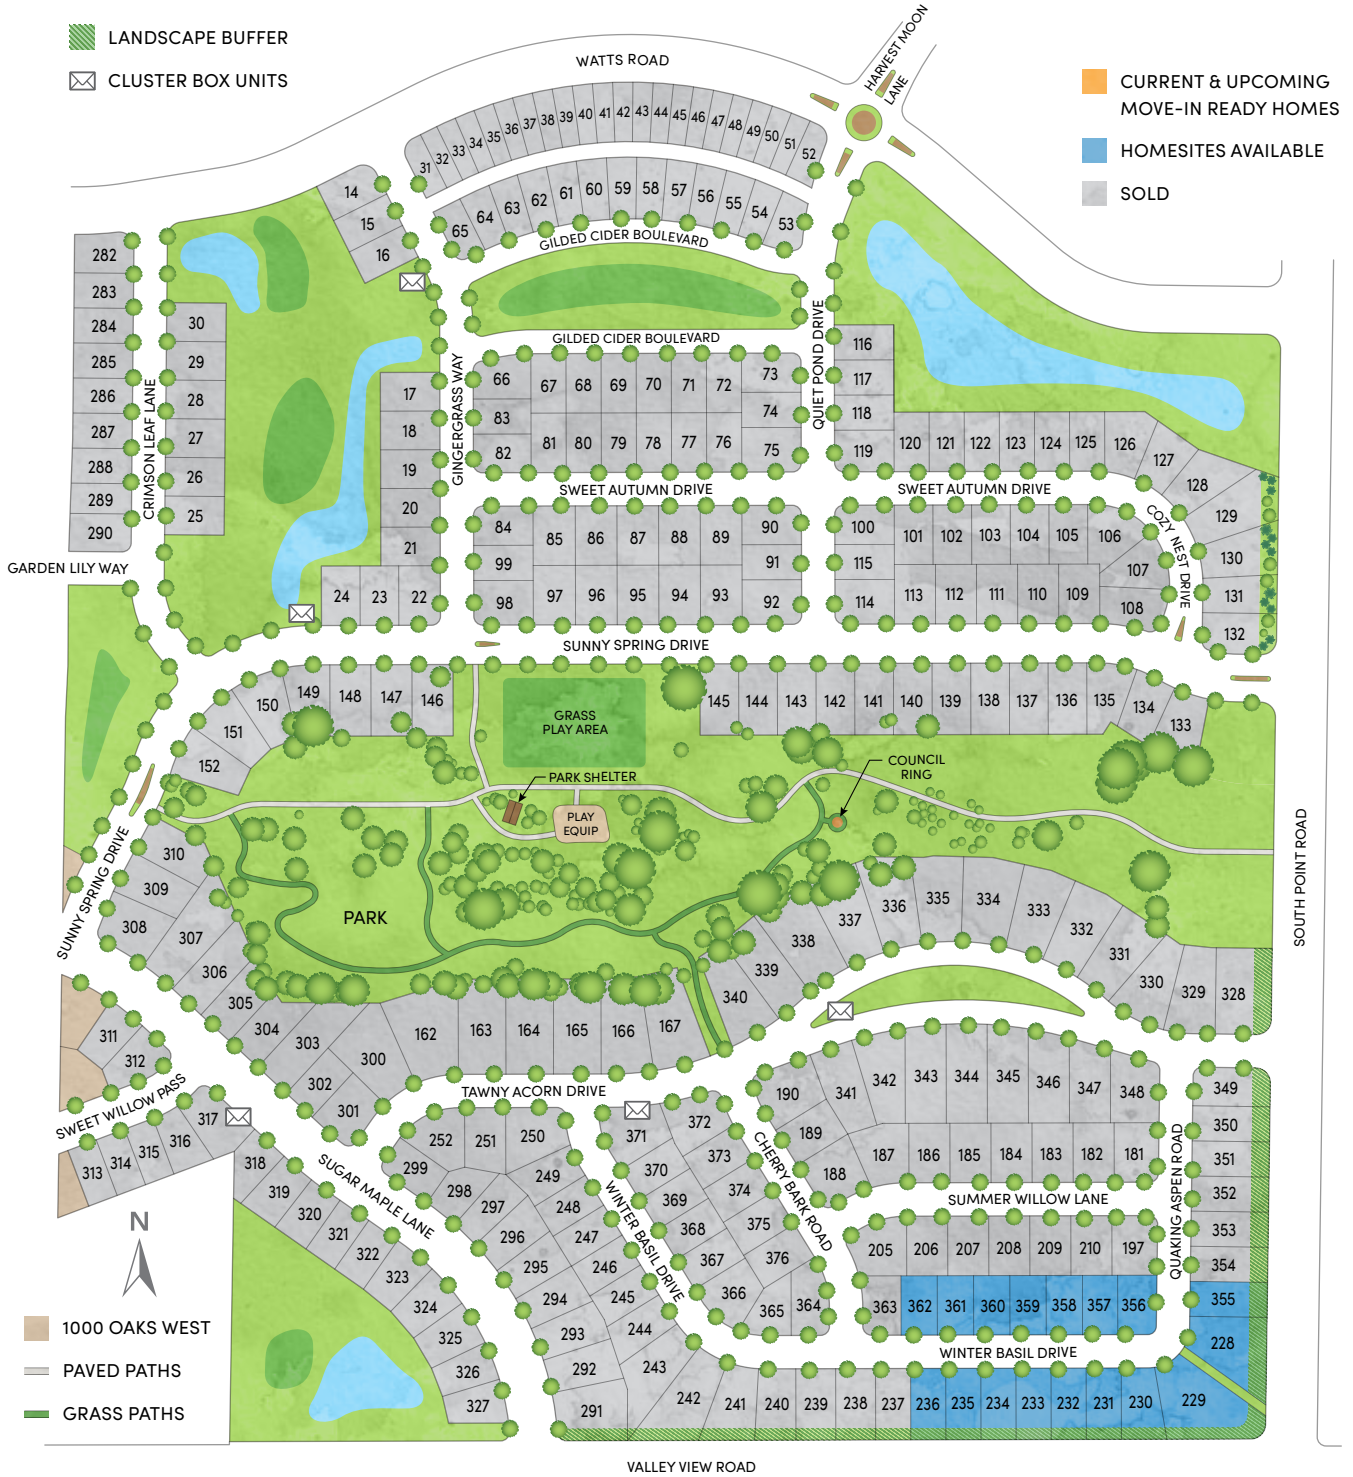 LANDSCAPE BUFFER
CLUSTER BOX UNITS
WATTS ROAD
HARVEST MOON
LANE
CURRENT & UPCOMING
MOVE-IN READY HOMES
HOMESITES AVAILABLE
SOLD
31 32 33 34 35 36 37 38 39 40 41 42 43 44 45 46 47 48 49 50 51 52
14
15
16
65 64 63 62 61 60 59 58 57 56 55 54 53
GILDED CIDER BOULEVARD
GILDED CIDER BOULEVARD
282
283
284
285
286
287
288
289
290
CRIMSON LEAF LANE
30
29
28
27
26
25
GARDEN LILY WAY
17
18
19
20
21
24 23 22
GINGERGRASS WAY
66 67 68 69 70 71 72 73
83 74
82 81 80 79 78 77 76 75
QUIET POND DRIVE
116
117
118
119 120 121 122 123 124 125 126 127 128 129 130 131 132
SWEET AUTUMN DRIVE
SWEET AUTUMN DRIVE
COZY NEST DRIVE
84 85 86 87 88 89 90
99 91
98 97 96 95 94 93 92
100 101 102 103 104 105 106
115 107
114 113 112 111 110 109 108
SUNNY SPRING DRIVE
152 151 150 149 148 147 146
GRASS
PLAY AREA
145 144 143 142 141 140 139 138 137 136 135 134 133
PARK SHELTER
COUNCIL
RING
PLAY
EQUIP
PARK
SUNNY SPRING DRIVE
SOUTH POINT ROAD
310
309
308 307
306
305
304 303
302
301
300
162 163 164 165 166 167
340 339 338 337 336 335 334 333 332 331 330 329 328
311
312
SWEET WILLOW PASS
313 314 315 316 317
TAWNY ACORN DRIVE
318
319
320
321
322
323
324
325
326
327
SUGAR MAPLE LANE
252 251 250
299 298 297 296 295 294 293 292 291
249
248
247
246
245
244
243
242
WINTER BASIL DRIVE
371 372
370 373
369 374
368 375
367 376
366 365 364
CHERRY BARK ROAD
190 341 342 343 344 345 346 347 348
189
188 187 186 185 184 183 182 181
SUMMER WILLOW LANE
205 206 207 208 209 210 197
363 362 361 360 359 358 357 356
QUAKING ASPEN ROAD
349
350
351
352
353
354
355
228
WINTER BASIL DRIVE
241 240 239 238 237 236 235 234 233 232 231 230 229
N
1000 OAKS WEST
PAVED PATHS
GRASS PATHS
VALLEY VIEW ROAD